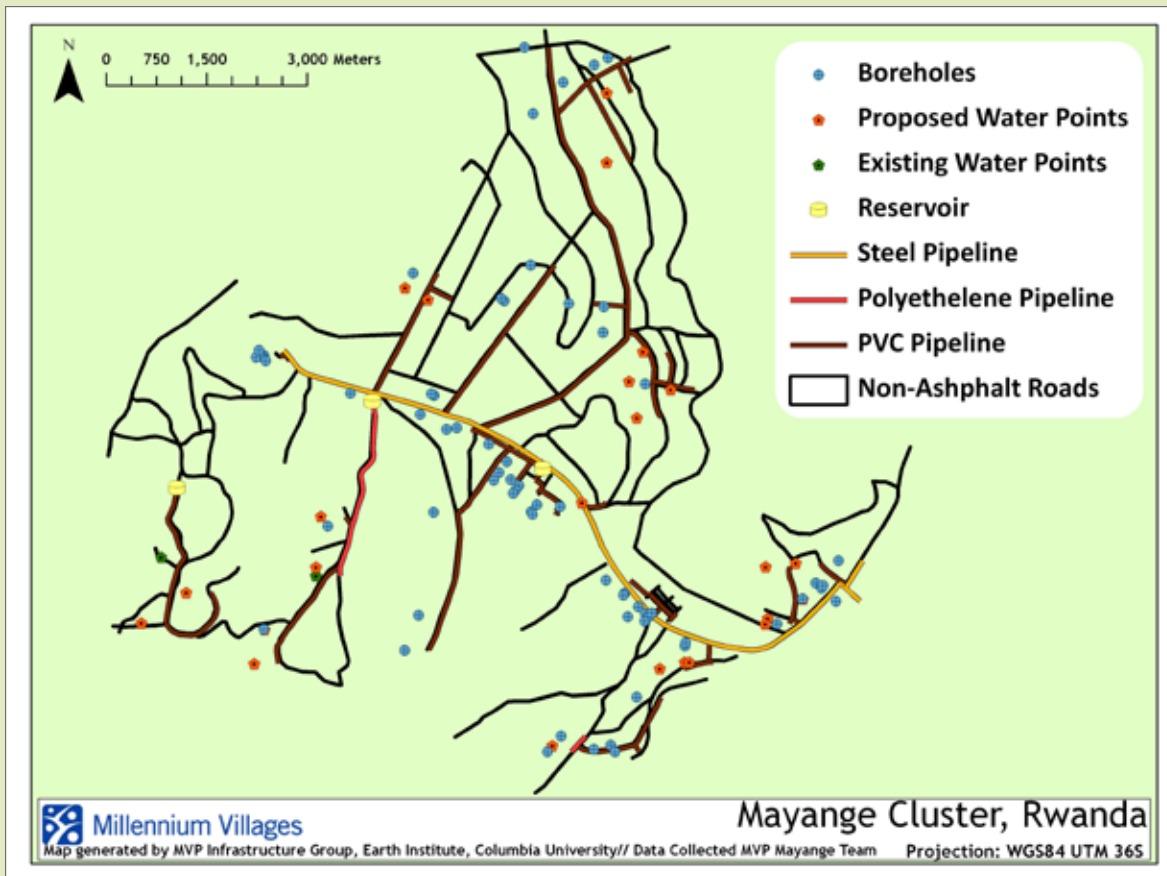 N
0 750 1,500 3,000 Meters
Boreholes
Proposed Water Points
Existing Water Points
Reservoir
Steel Pipeline
Polyethelene Pipeline
PVC Pipeline
Non-Ashphalt Roads
Millennium Villages
Mayange Cluster, Rwanda
Map generated by MVP Infrastructure Group, Earth Institute, Columbia University// Data Collected MVP Mayange Team Projection: WGS84 UTM 36S